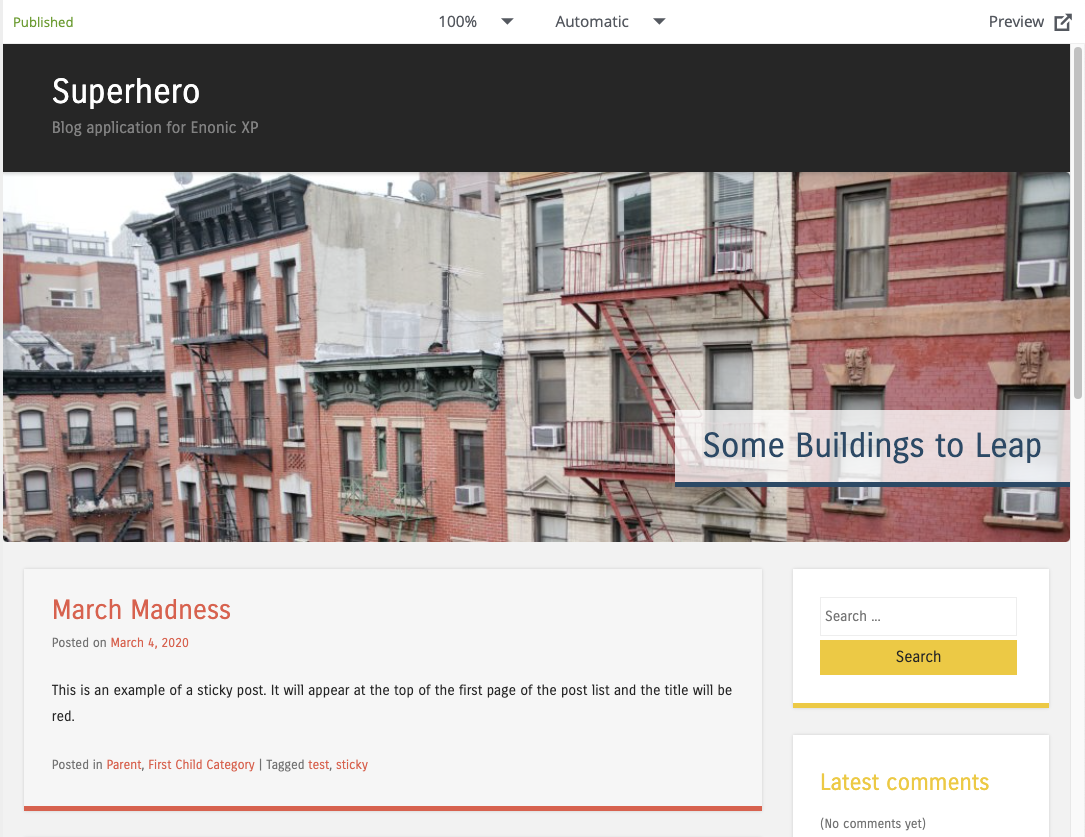 Published 100% Automatic Preview
Superhero
Blog application for Enonic XP
Some Buildings to Leap
March Madness
Posted on March 4, 2020
This is an example of a sticky post. It will appear at the top of the first page of the post list and the title will be
red.
Posted in Parent, First Child Category | Tagged test, sticky
Search ...
Search
Latest comments
(No comments yet)